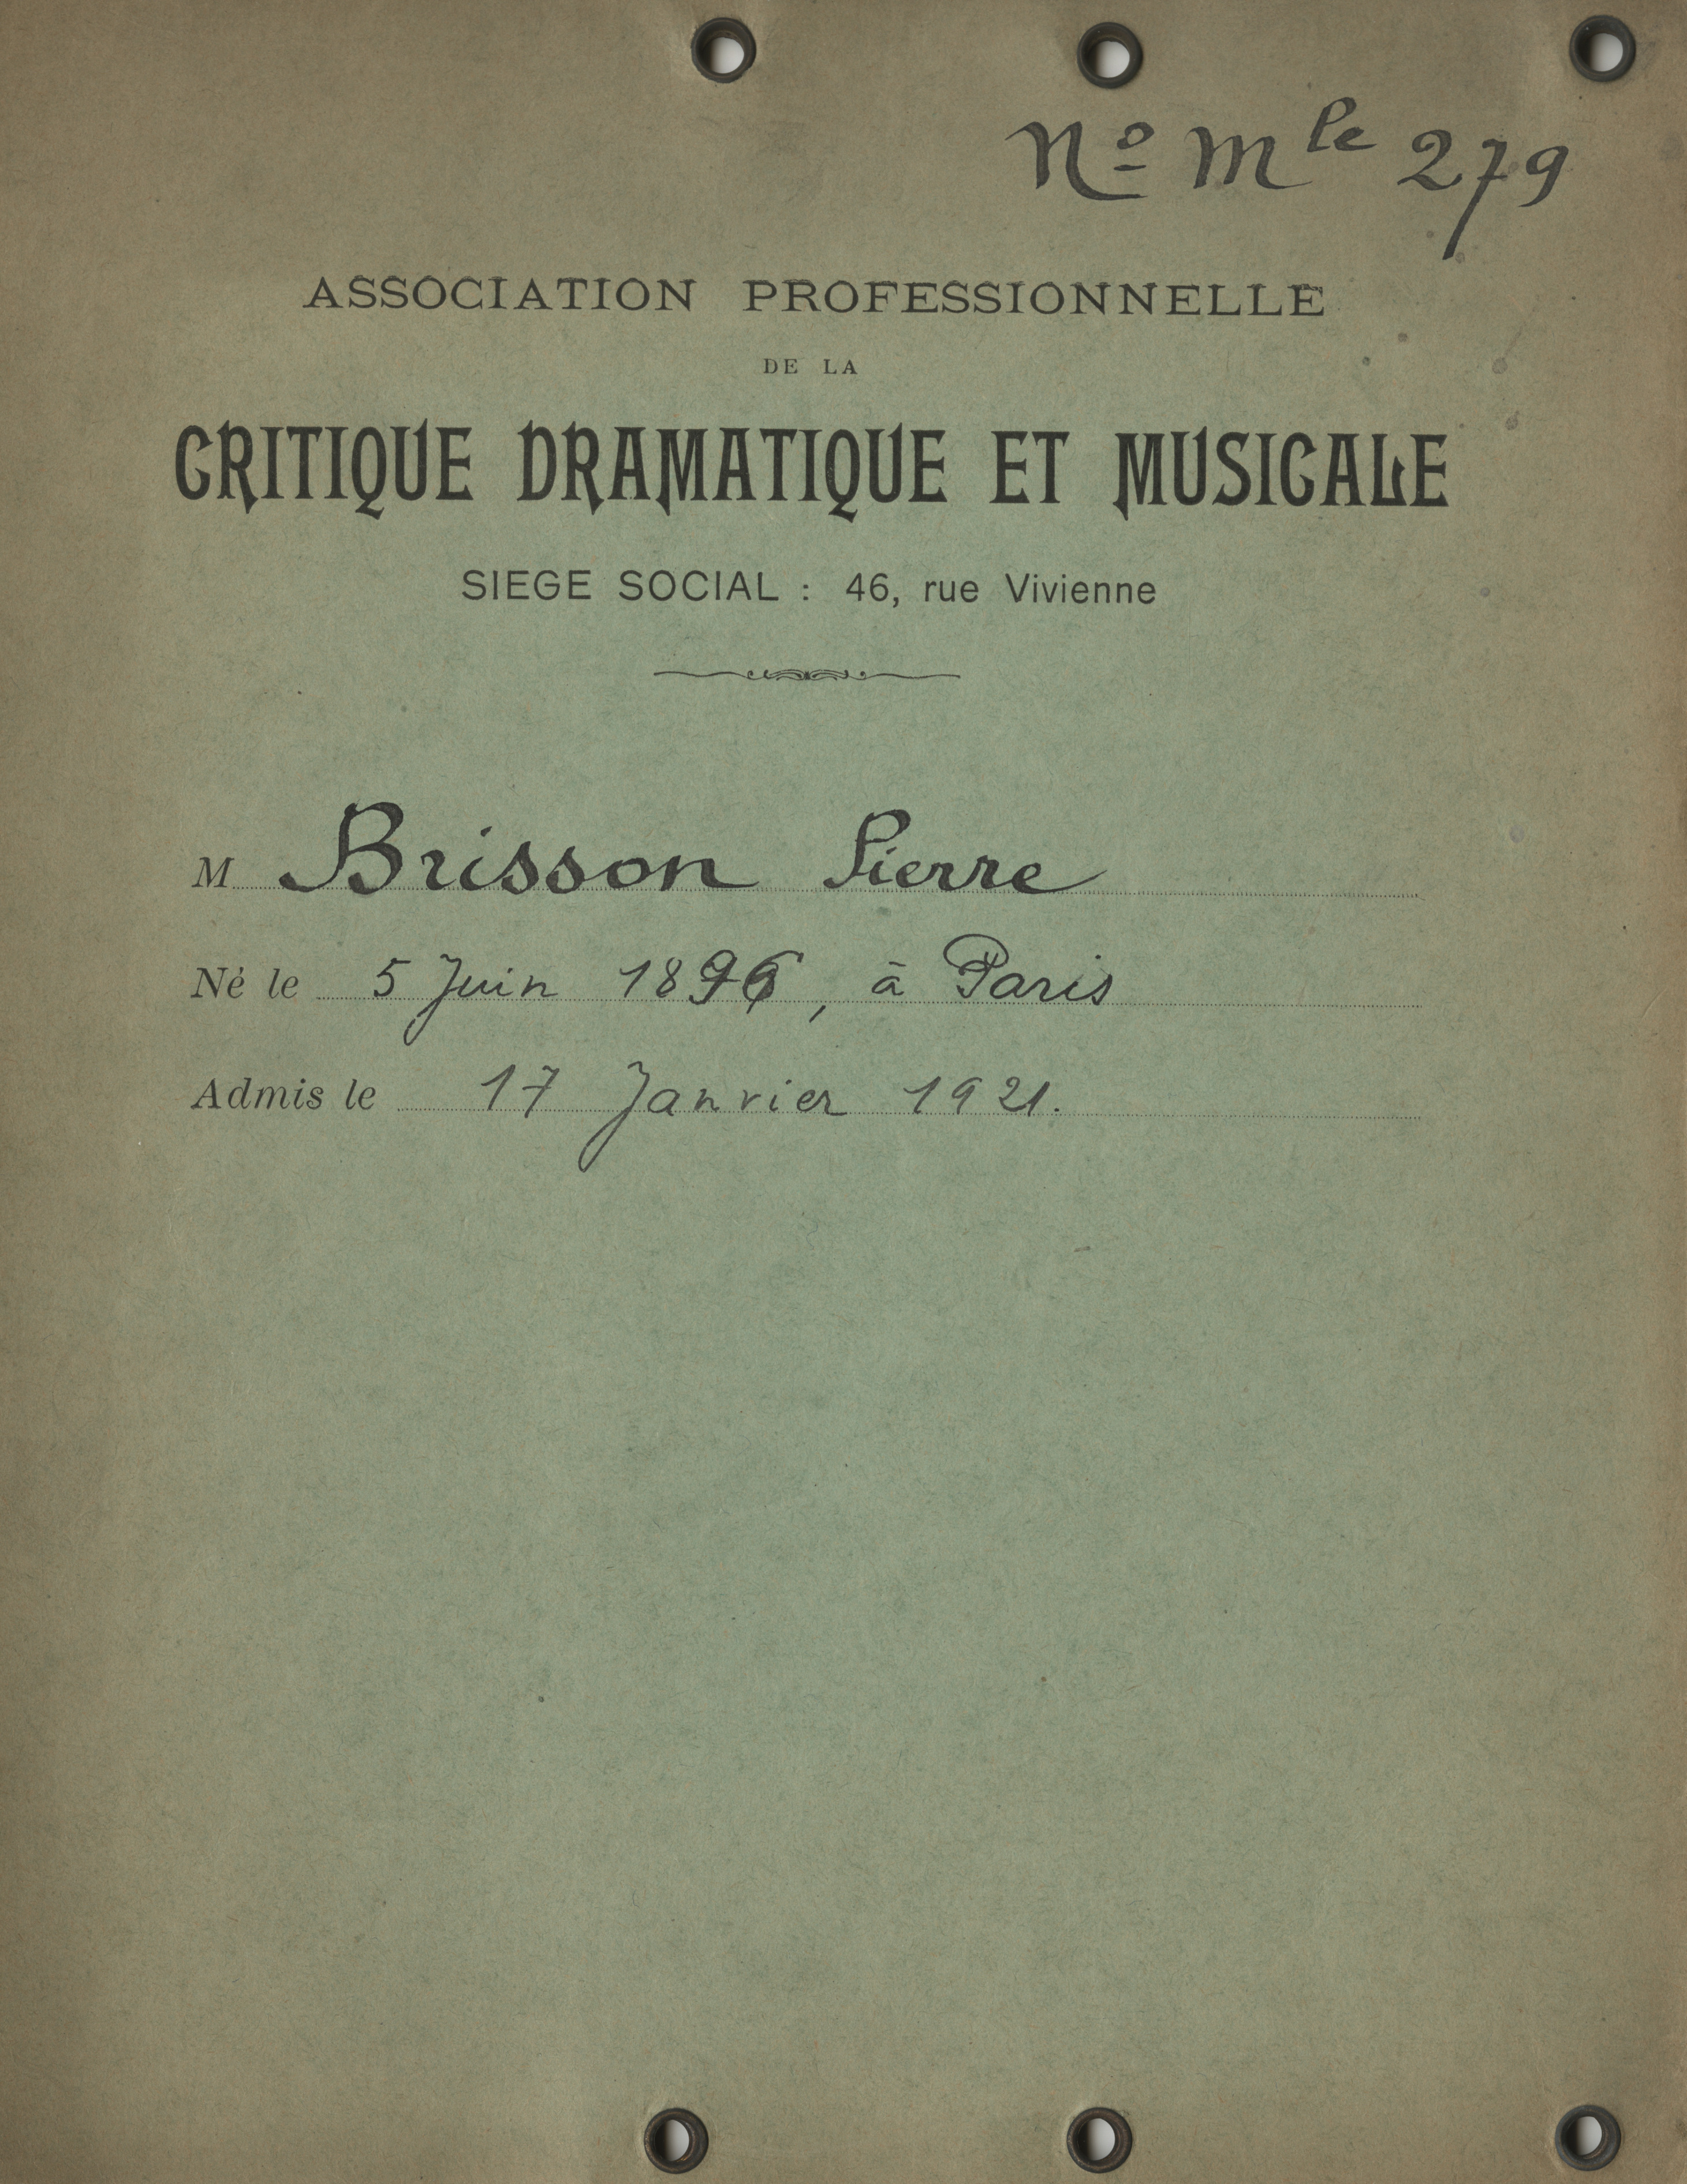 Nº Mle 279
ASSOCIATION PROFESSIONNELLE
DE LA
CRITIQUE DRAMATIQUE ET MUSICALE
SIEGE SOCIAL : 46, rue Vivienne
M Brisson Pierre
Né le 5 Juin 1896, à Paris
Admis le 17 Janvier 1921.